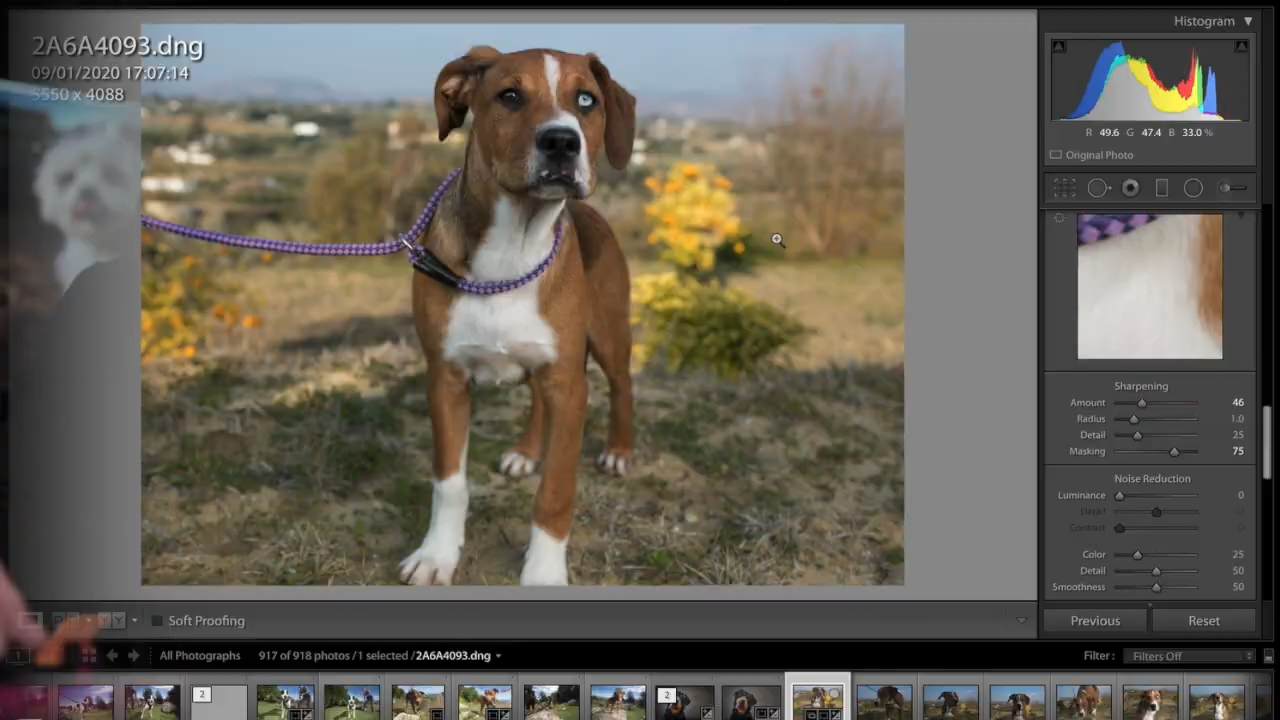 2A6A4093.dng
09/01/2020 17:07:14
5550 x 4088
Histogram
R 49.6 G 47.4 B 33.0 %
Original Photo
Sharpening
Amount 46
Radius 1.0
Detail 25
Masking 75
Noise Reduction
Luminance 0
Detail
Contrast
Color 25
Detail 50
Smoothness 50
Previous Reset
Soft Proofing
All Photographs 917 of 918 photos / 1 selected / 2A6A4093.dng
Filter : Filters Off
2
2